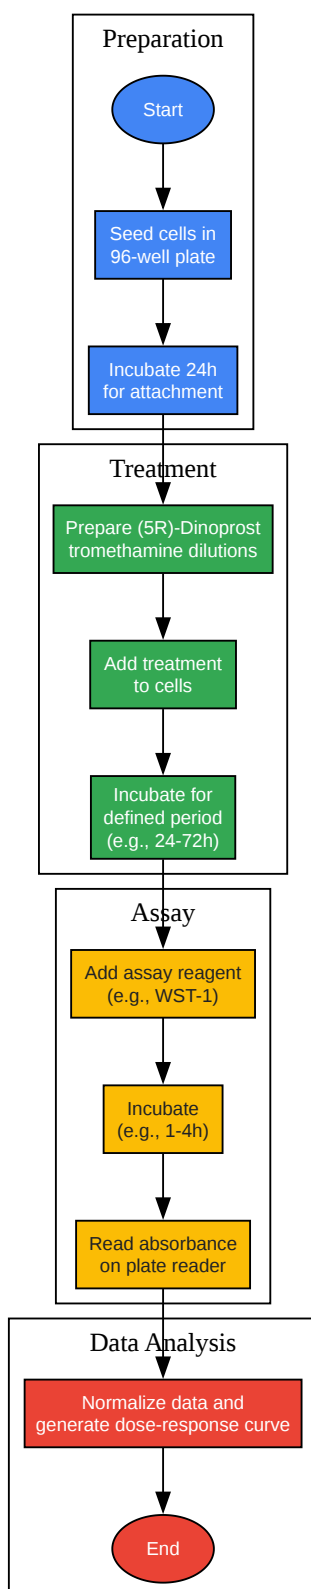 Preparation
Start
Seed cells in
96-well plate
Incubate 24h
for attachment
Treatment
Prepare (5R)-Dinoprost
tromethamine dilutions
Add treatment
to cells
Incubate for
defined period
(e.g., 24-72h)
Assay
Add assay reagent
(e.g., WST-1)
Incubate
(e.g., 1-4h)
Read absorbance
on plate reader
Data Analysis
Normalize data and
generate dose-response curve
End